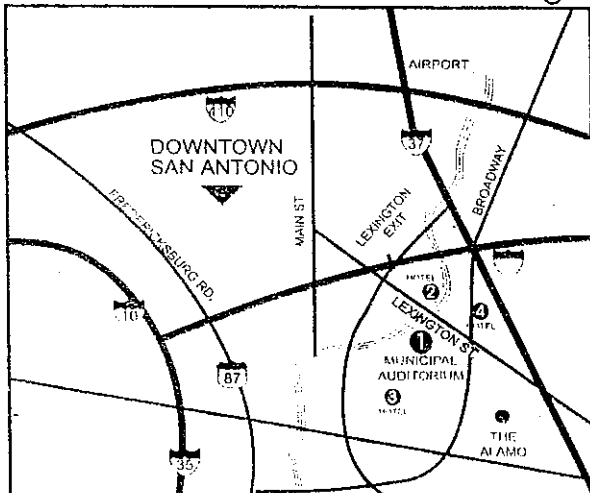 AIRPORT
410
DOWNTOWN
SAN ANTONIO
37
BROADWAY
FREDERICKSBURG RD.
MAIN ST
LEXINGTON
EXIT
HOTEL
2
4
LEXINGTON ST
10
1
MUNICIPAL
AUDITORIUM
87
3
HOTEL
THE
ALAMO
35